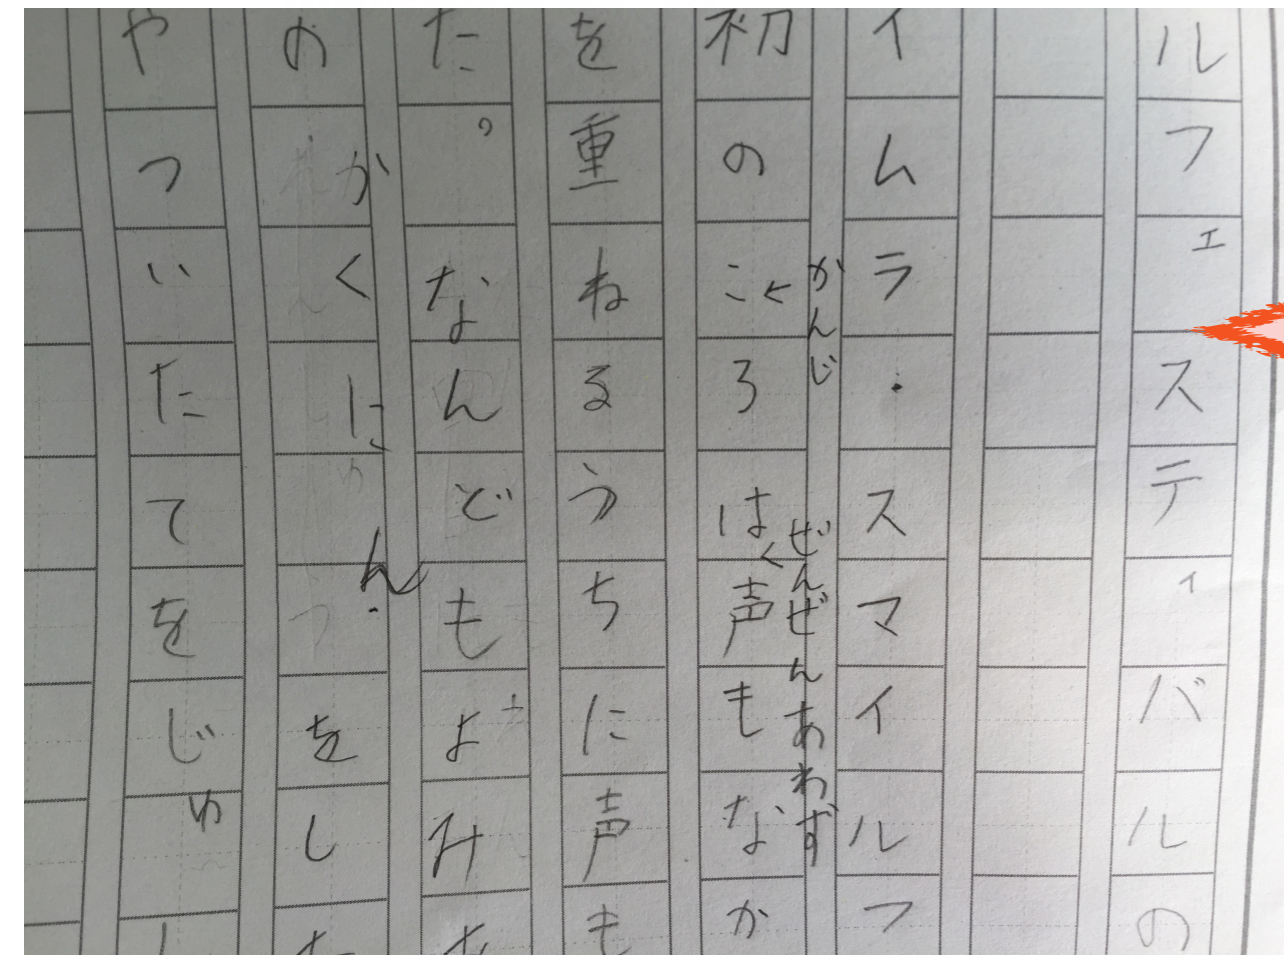 ルフェスティバルの
イムラ・スマイルフ
かんじ
ぜんぜんあわず
初のころは声もなか
を重ねるうちに声も
た。なんどもよみ
な
のかくにんをし
やついたてをじゅ